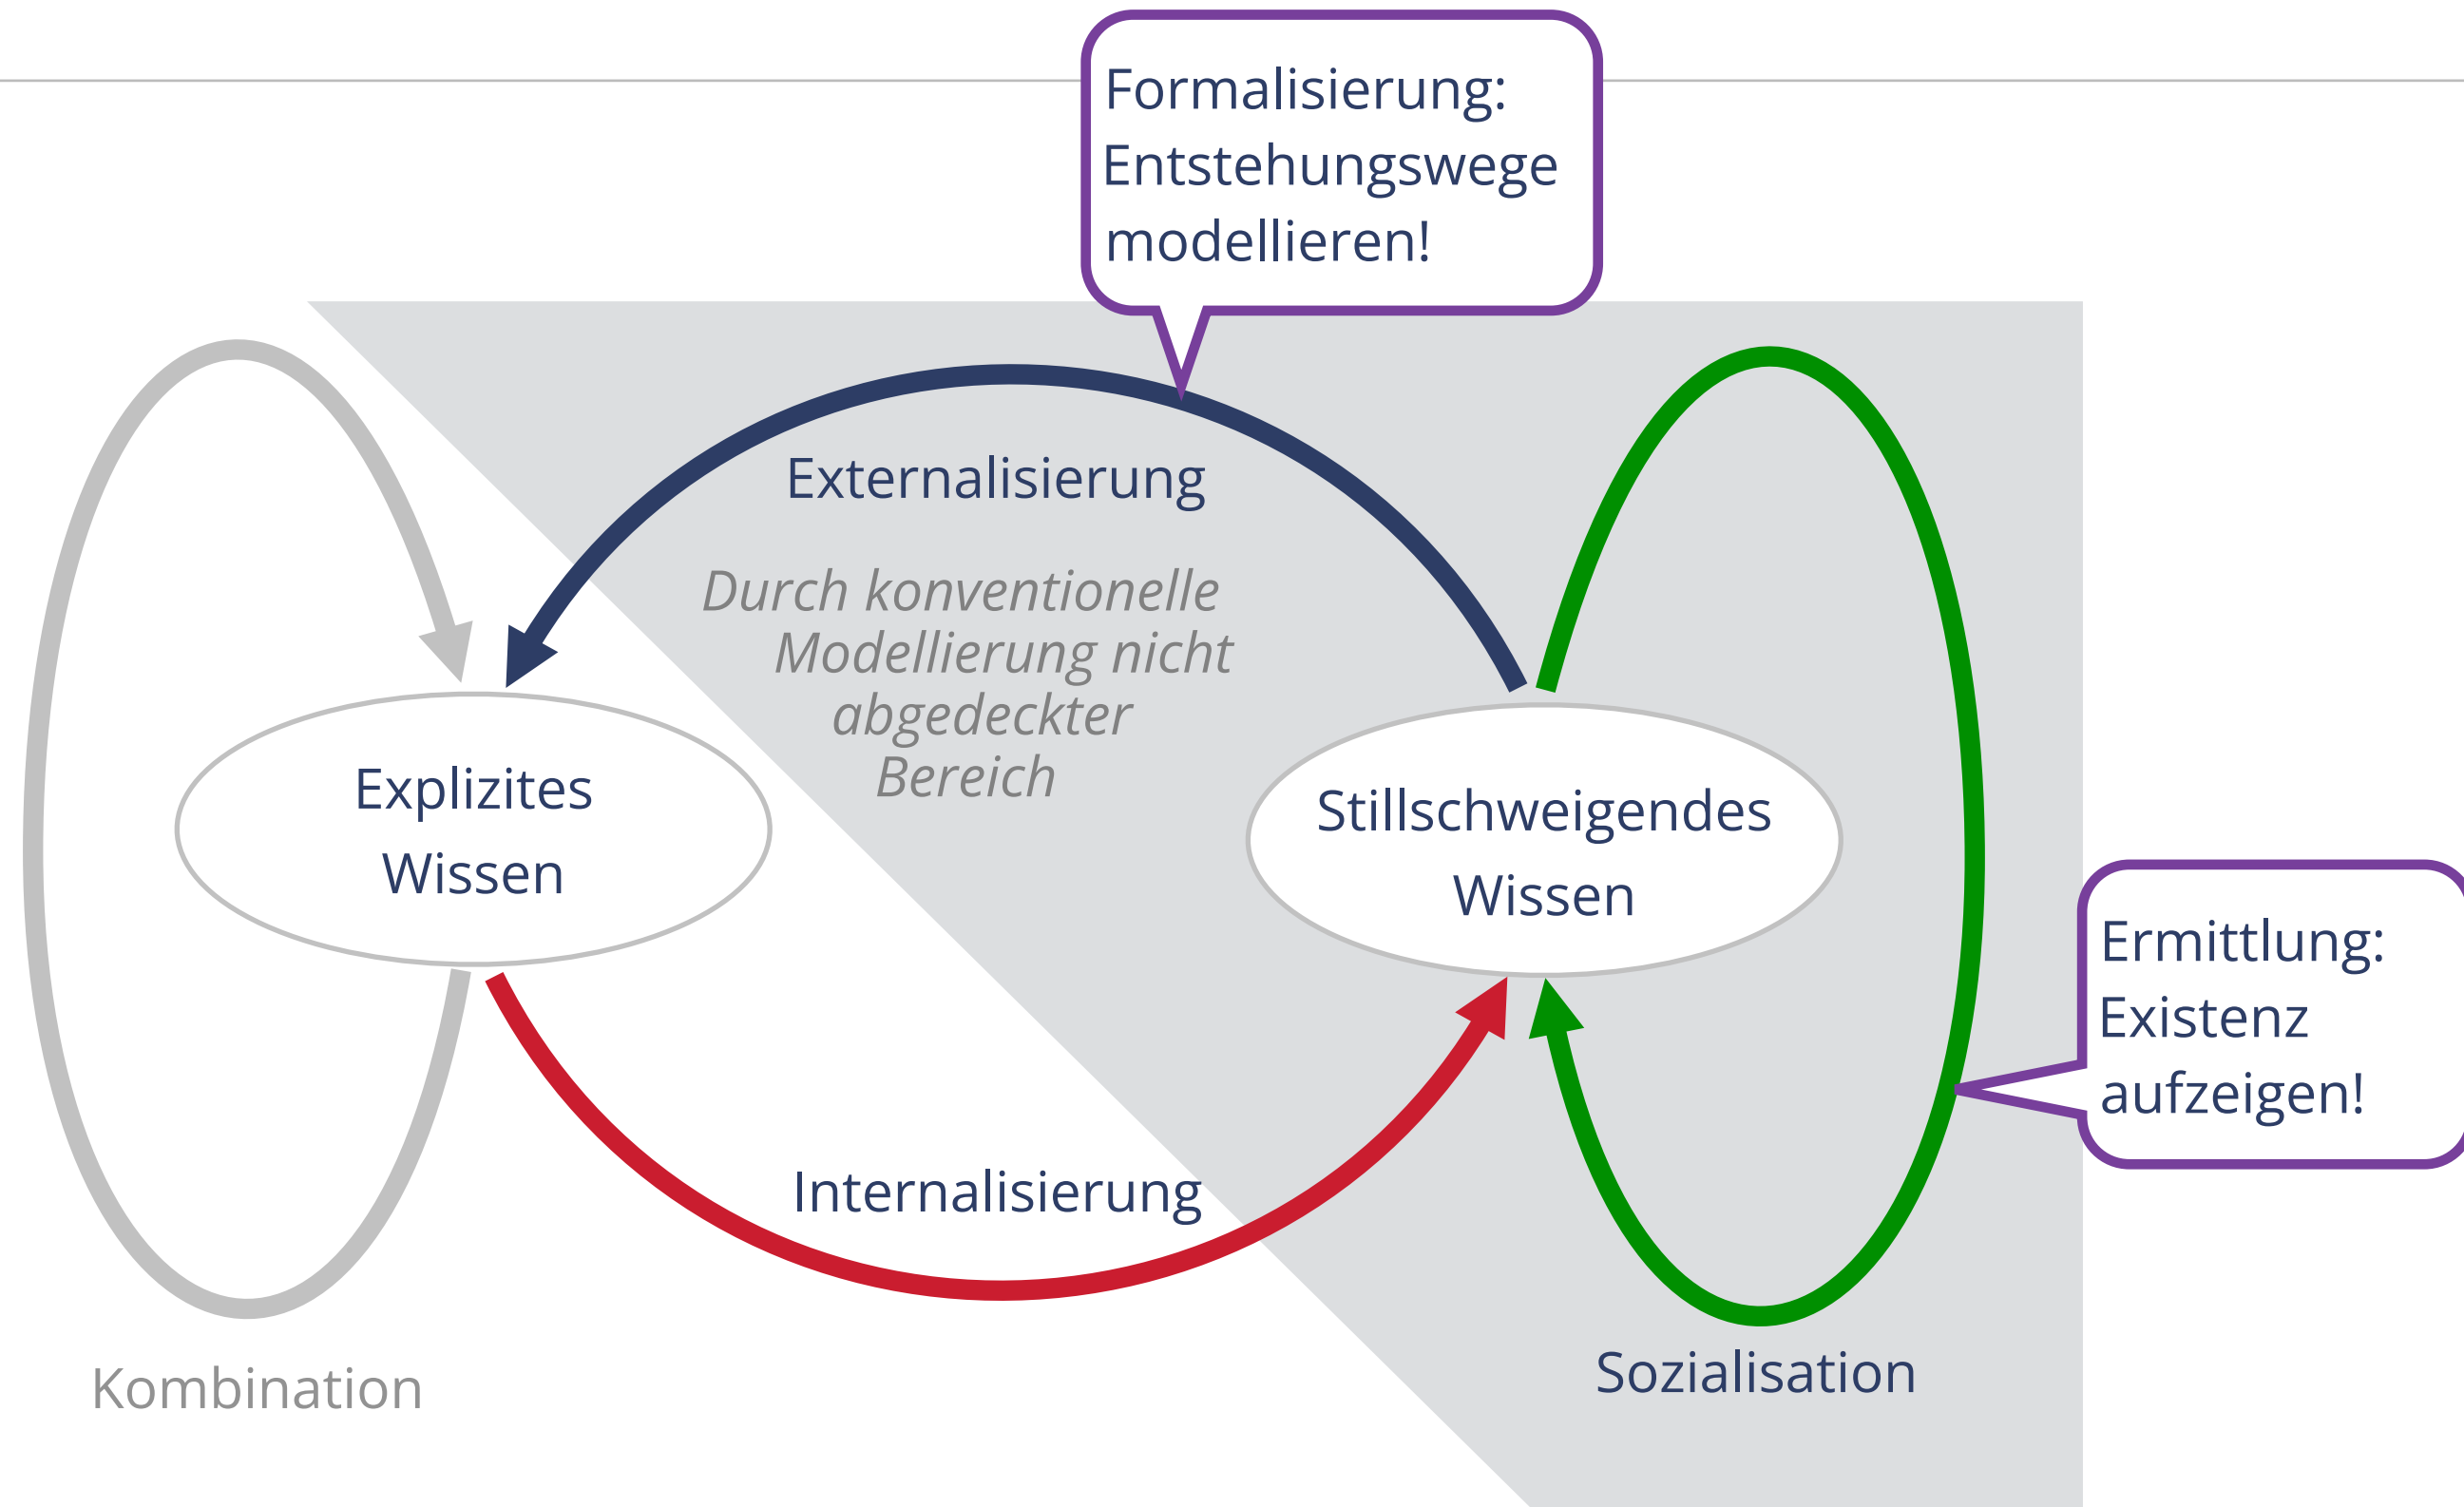 Formalisierung:
Entstehungswege
modellieren!
Externalisierung
Durch konventionelle
Modellierung nicht
abgedeckter
Bereich
Explizites
Wissen
Stillschweigendes
Wissen
Ermittlung:
Existenz
aufzeigen!
Internalisierung
Kombination
Sozialisation